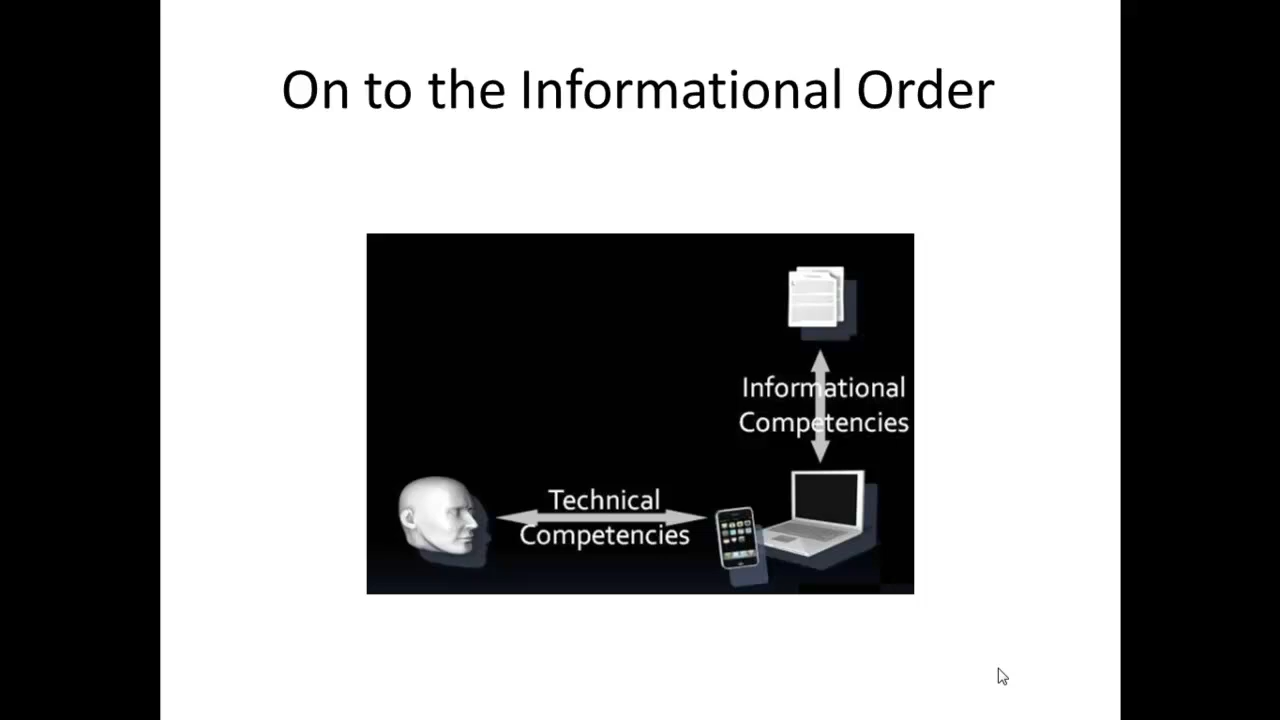 On to the Informational Order
Informational
Competencies
Technical
Competencies